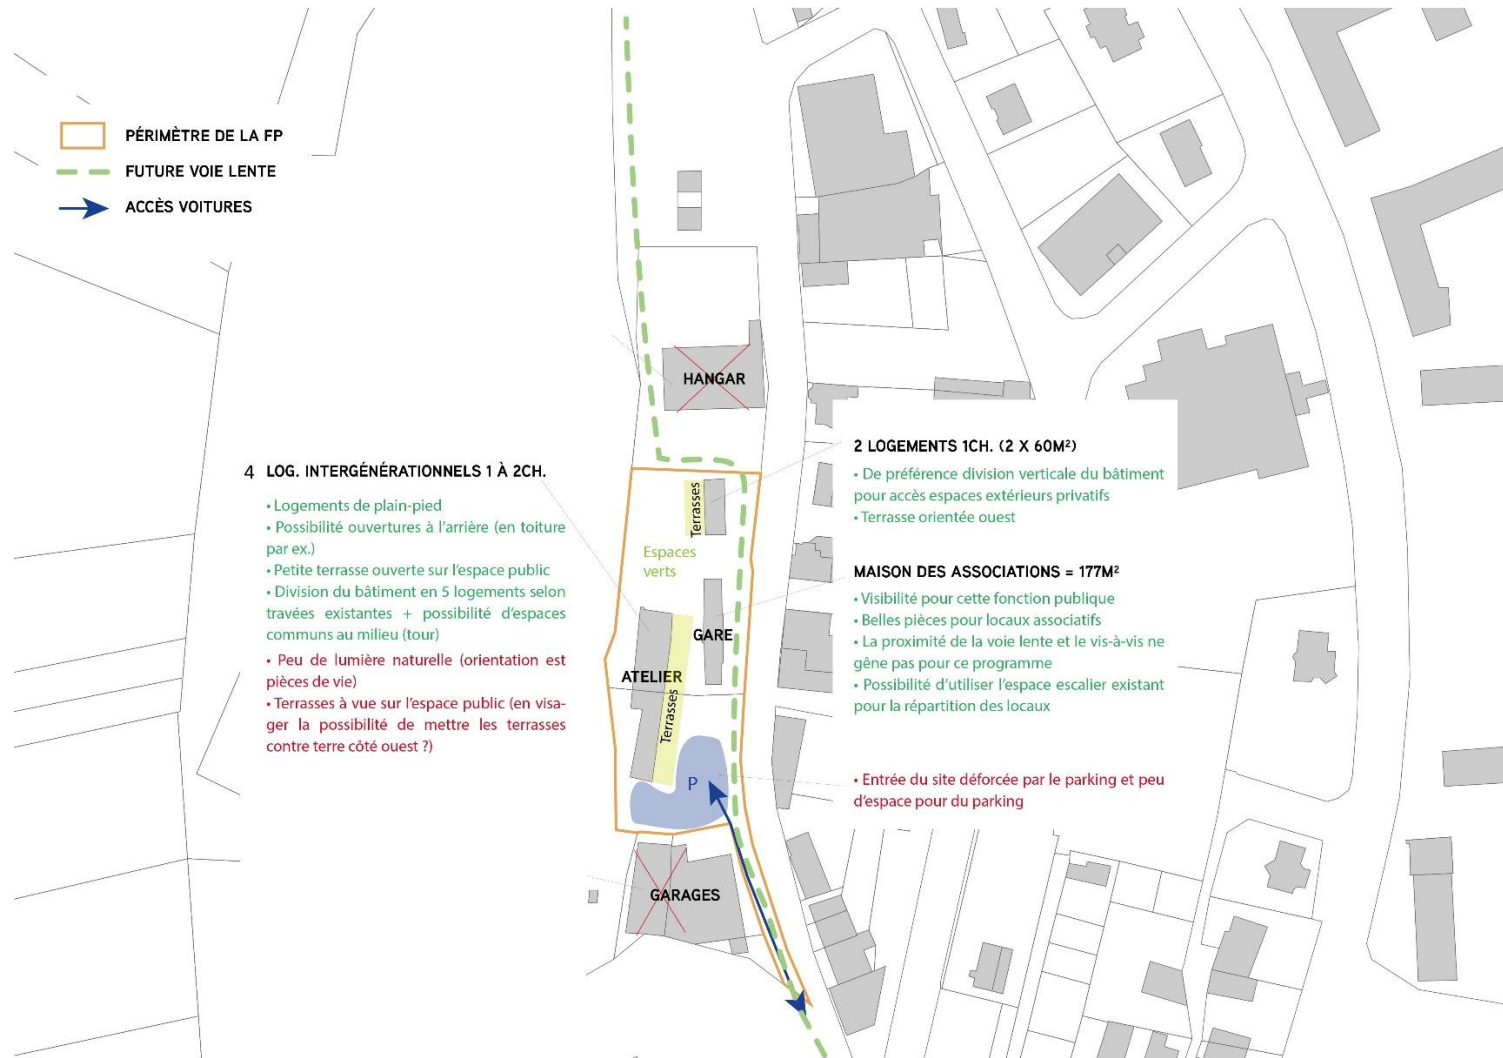 PÉRIMÈTRE DE LA FP
FUTURE VOIE LENTE
ACCÈS VOITURES
HANGAR
4 LOG. INTERGÉNÉRATIONNELS 1 À 2CH.
• Logements de plain-pied
• Possibilité ouvertures à l'arrière (en toiture
par ex.)
• Petite terrasse ouverte sur l'espace public
• Division du bâtiment en 5 logements selon
travées existantes + possibilité d'espaces
communs au milieu (tour)
• Peu de lumière naturelle (orientation est
pièces de vie)
• Terrasses à vue sur l'espace public (en visa-
ger la possibilité de mettre les terrasses
contre terre côté ouest ?)
Terrasses
Espaces
verts
GARE
ATELIER
Terrasses
P
GARAGES
2 LOGEMENTS 1CH. (2 X 60M²)
• De préférence division verticale du bâtiment
pour accès espaces extérieurs privatifs
• Terrasse orientée ouest
MAISON DES ASSOCIATIONS = 177M²
• Visibilité pour cette fonction publique
• Belles pièces pour locaux associatifs
• La proximité de la voie lente et le vis-à-vis ne
gêne pas pour ce programme
• Possibilité d'utiliser l'espace escalier existant
pour la répartition des locaux
• Entrée du site déforcée par le parking et peu
d'espace pour du parking